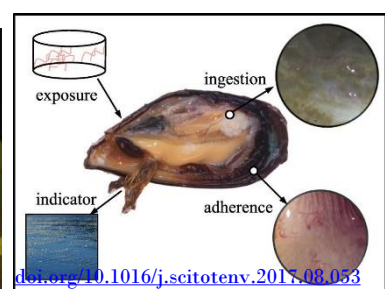 exposure
ingestion
indicator
adherence
doi.org/10.1016/j.scitotenv.2017.08.053